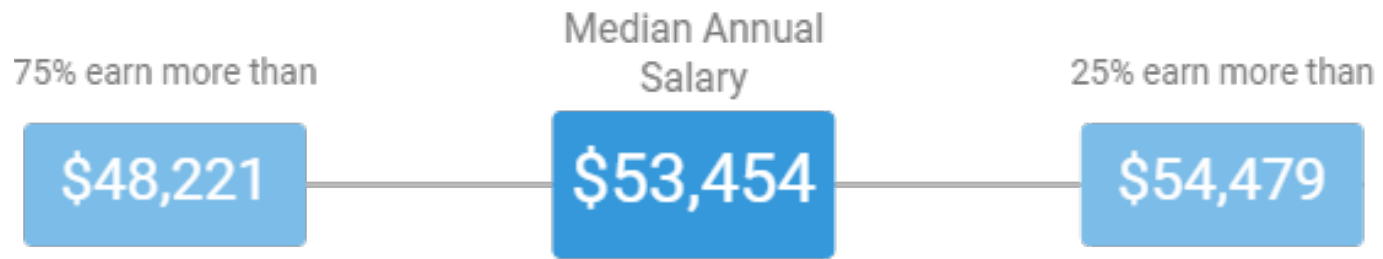 Median Annual
Salary
75% earn more than
25% earn more than
$48,221
$53,454
$54,479